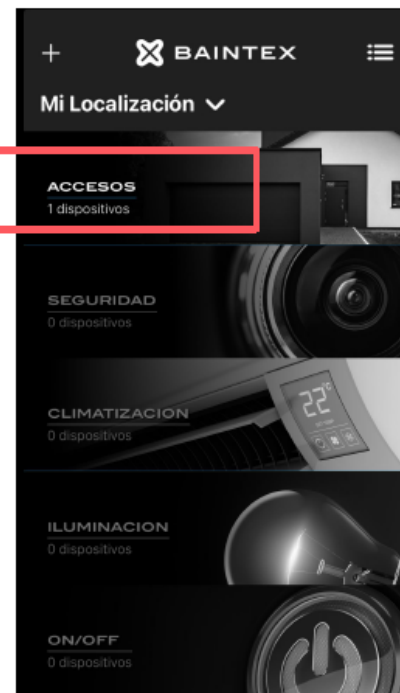 + BAINTEX
Mi Localización
ACCESOS
1 dispositivos
SEGURIDAD
0 dispositivos
CLIMATIZACION
0 dispositivos
22°
ILUMINACION
0 dispositivos
ON/OFF
0 dispositivos